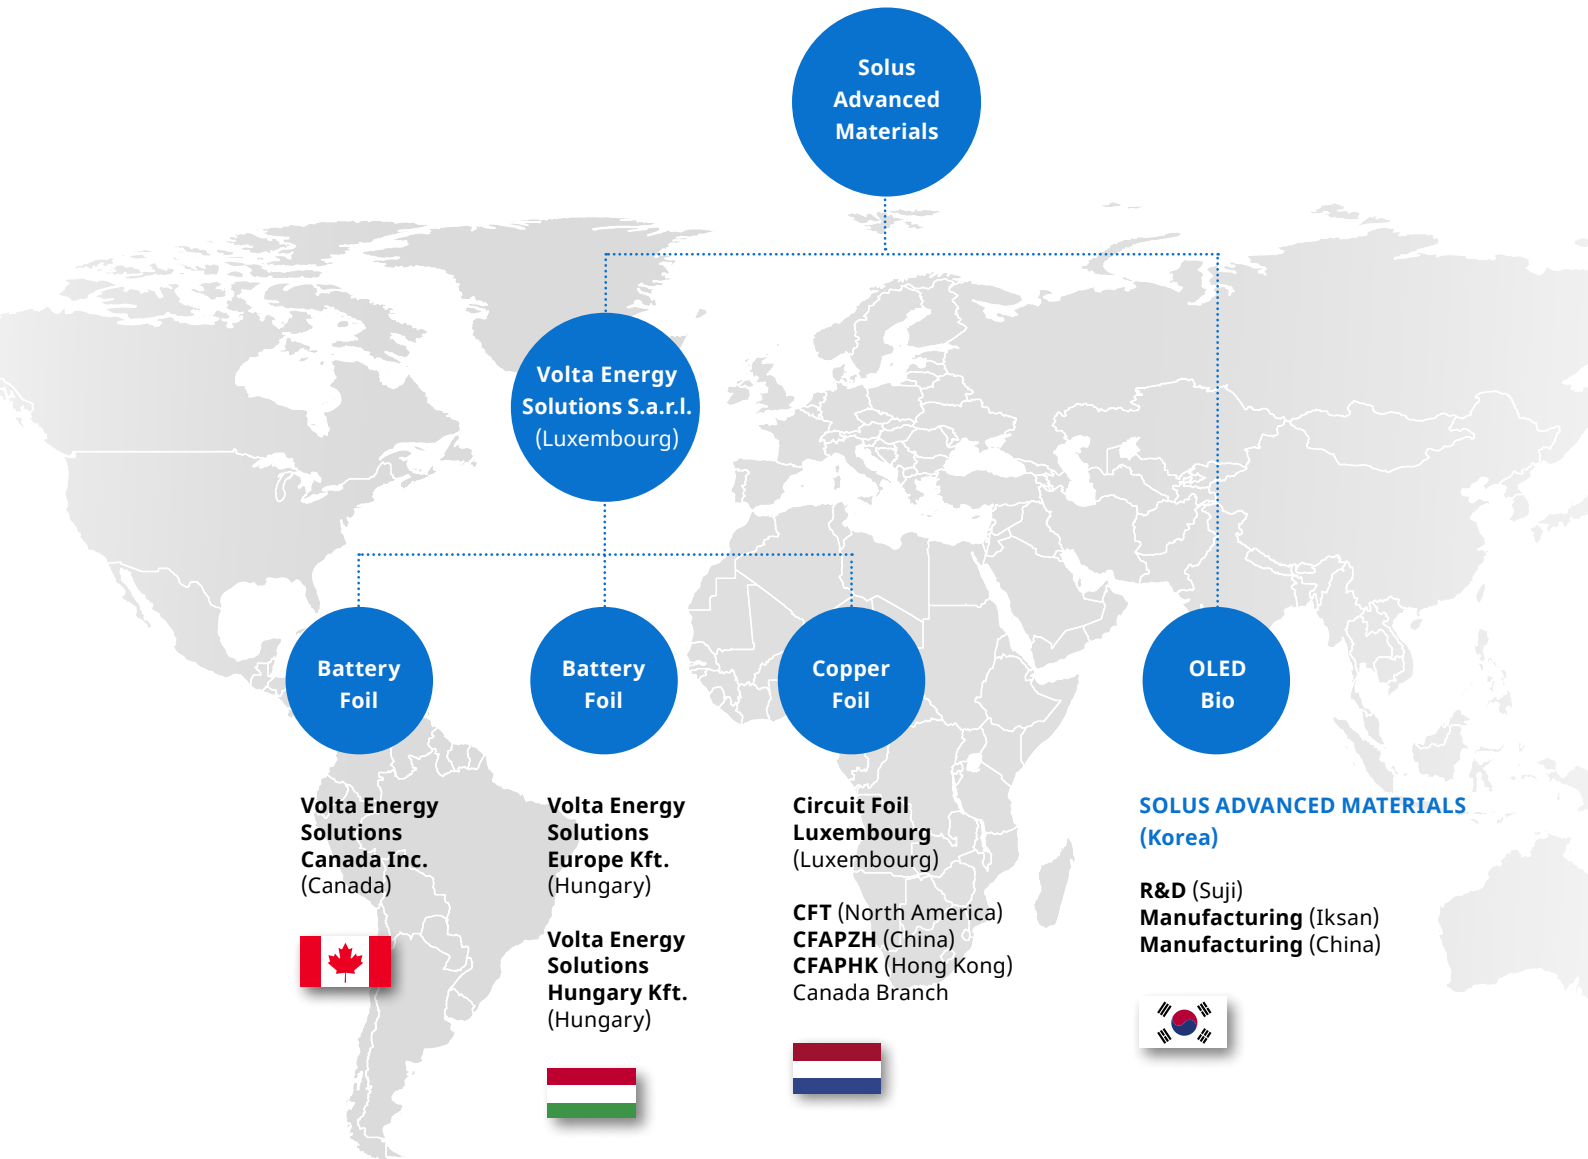 Solus
Advanced
Materials
Volta Energy
Solutions S.a.r.l.
(Luxembourg)
Battery
Foil
Battery
Foil
Copper
Foil
OLED
Bio
Volta Energy
Solutions
Canada Inc.
(Canada)
Volta Energy
Solutions
Europe Kft.
(Hungary)
Volta Energy
Solutions
Hungary Kft.
(Hungary)
Circuit Foil
Luxembourg
(Luxembourg)
CFT (North America)
CFAPZH (China)
CFAPHK (Hong Kong)
Canada Branch
SOLUS ADVANCED MATERIALS
(Korea)
R&D (Suji)
Manufacturing (Iksan)
Manufacturing (China)